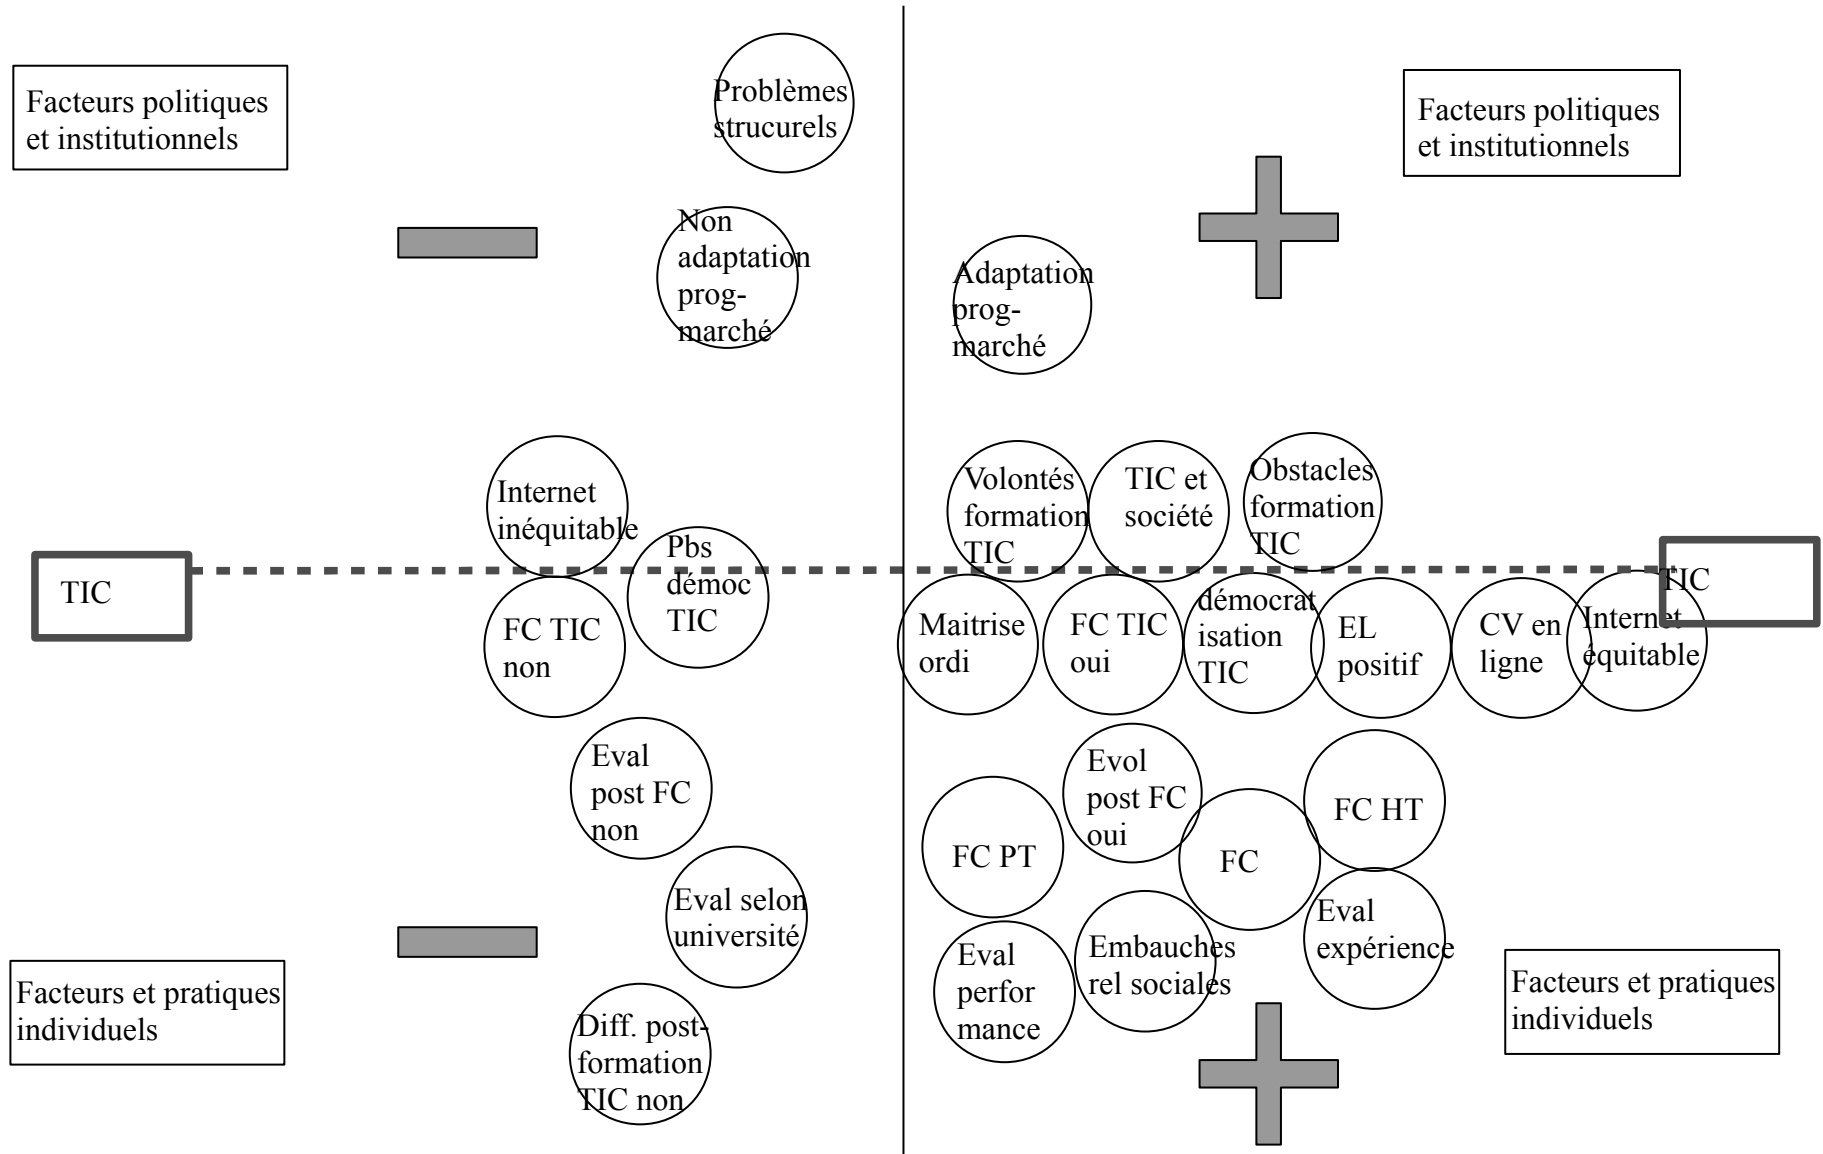 Problèmes
strucurels
Facteurs politiques
et institutionnels
Facteurs politiques
et institutionnels
Non
adaptation
prog-
marché
Adaptation
prog-
marché
Internet
inéquitable
Pbs
démoc
TIC
Volontés
formation
TIC
TIC et
société
Obstacles
formation
TIC
TIC
TIC
FC TIC
non
Maitrise
ordi
FC TIC
oui
démocrat
isation
TIC
EL
positif
CV en
ligne
Internet
équitable
Eval
post FC
non
Evol
post FC
oui
FC PT
FC
FC HT
Eval selon
université
Eval
perfor
mance
Embauches
rel sociales
Eval
expérience
Facteurs et pratiques
individuels
Diff. post-
formation
TIC non
Facteurs et pratiques
individuels